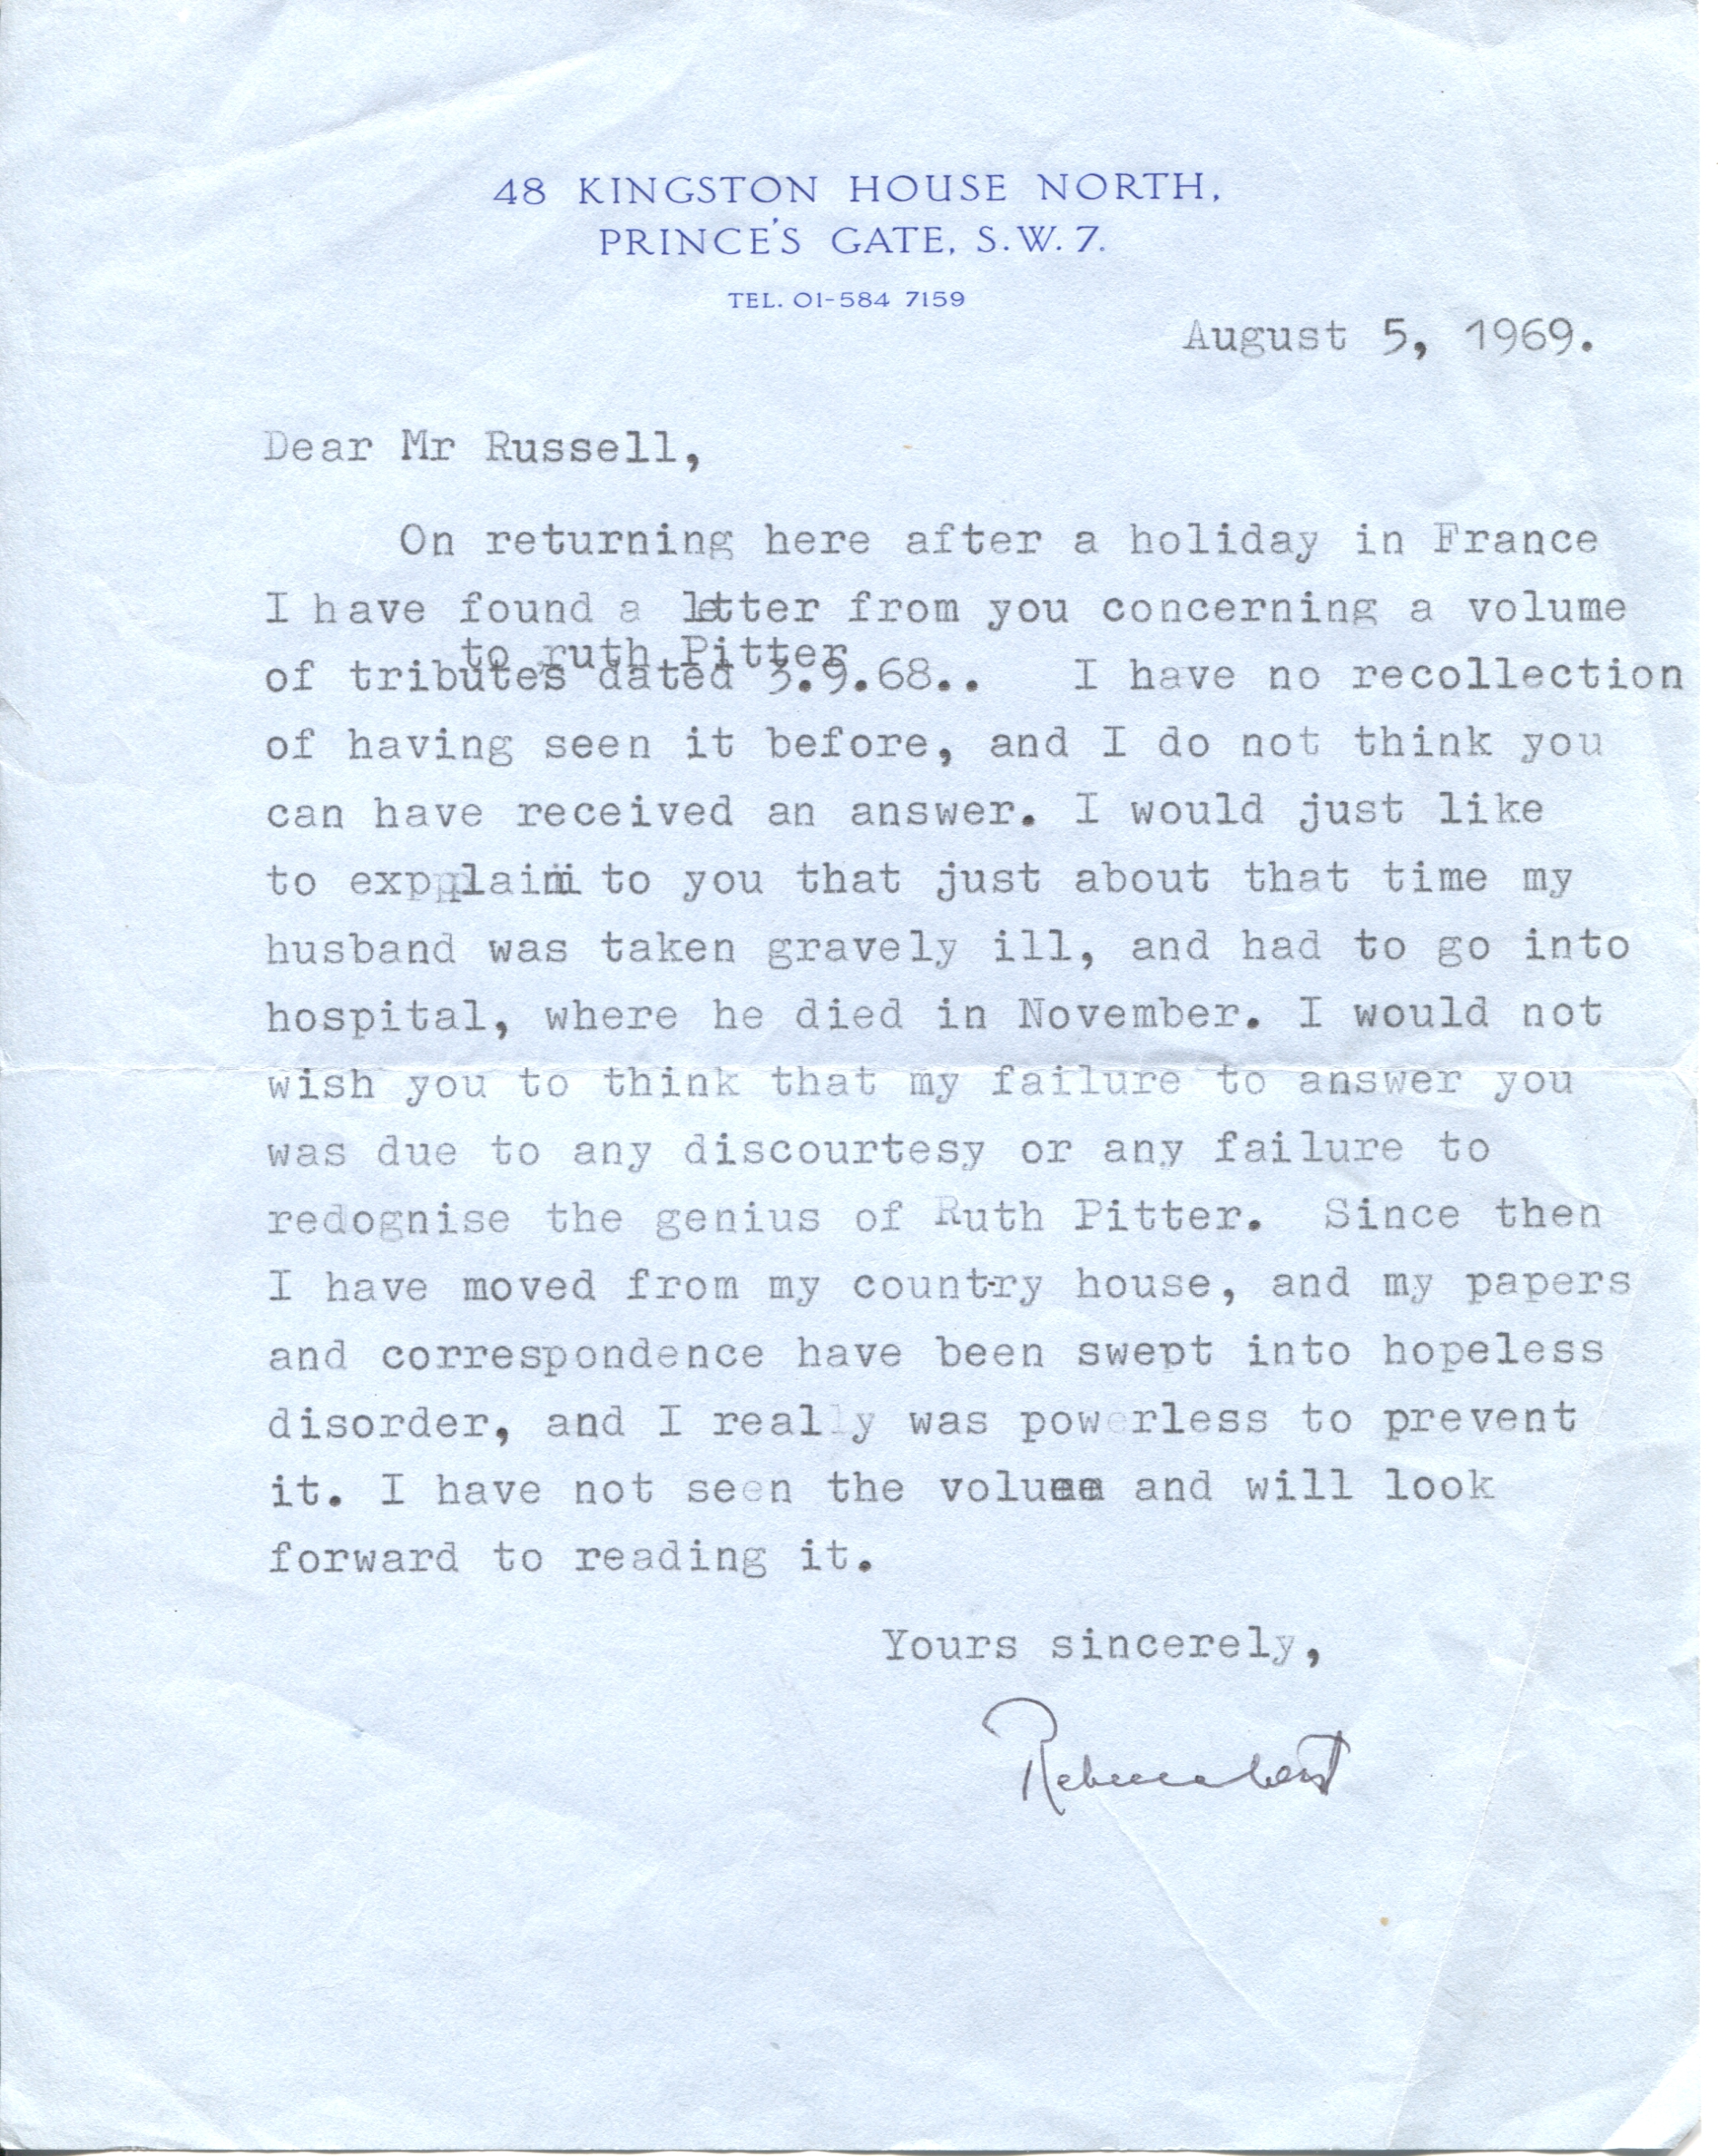 48 KINGSTON HOUSE NORTH,
PRINCE'S GATE, S.W. 7.
TEL. 01-584 7159
August 5, 1969.
Dear Mr Russell,
On returning here after a holiday in France
I have found a letter from you concerning a volume
to ruth Pitter
of tributes dated 3.9.68.. I have no recollection
of having seen it before, and I do not think you
can have received an answer. I would just like
to expplain to you that just about that time my
husband was taken gravely ill, and had to go into
hospital, where he died in November. I would not
wish you to think that my failure to answer you
was due to any discourtesy or any failure to
redognise the genius of Ruth Pitter. Since then
I have moved from my country house, and my papers
and correspondence have been swept into hopeless
disorder, and I really was powerless to prevent
it. I have not seen the volume and will look
forward to reading it.
Yours sincerely,
Rebecca West